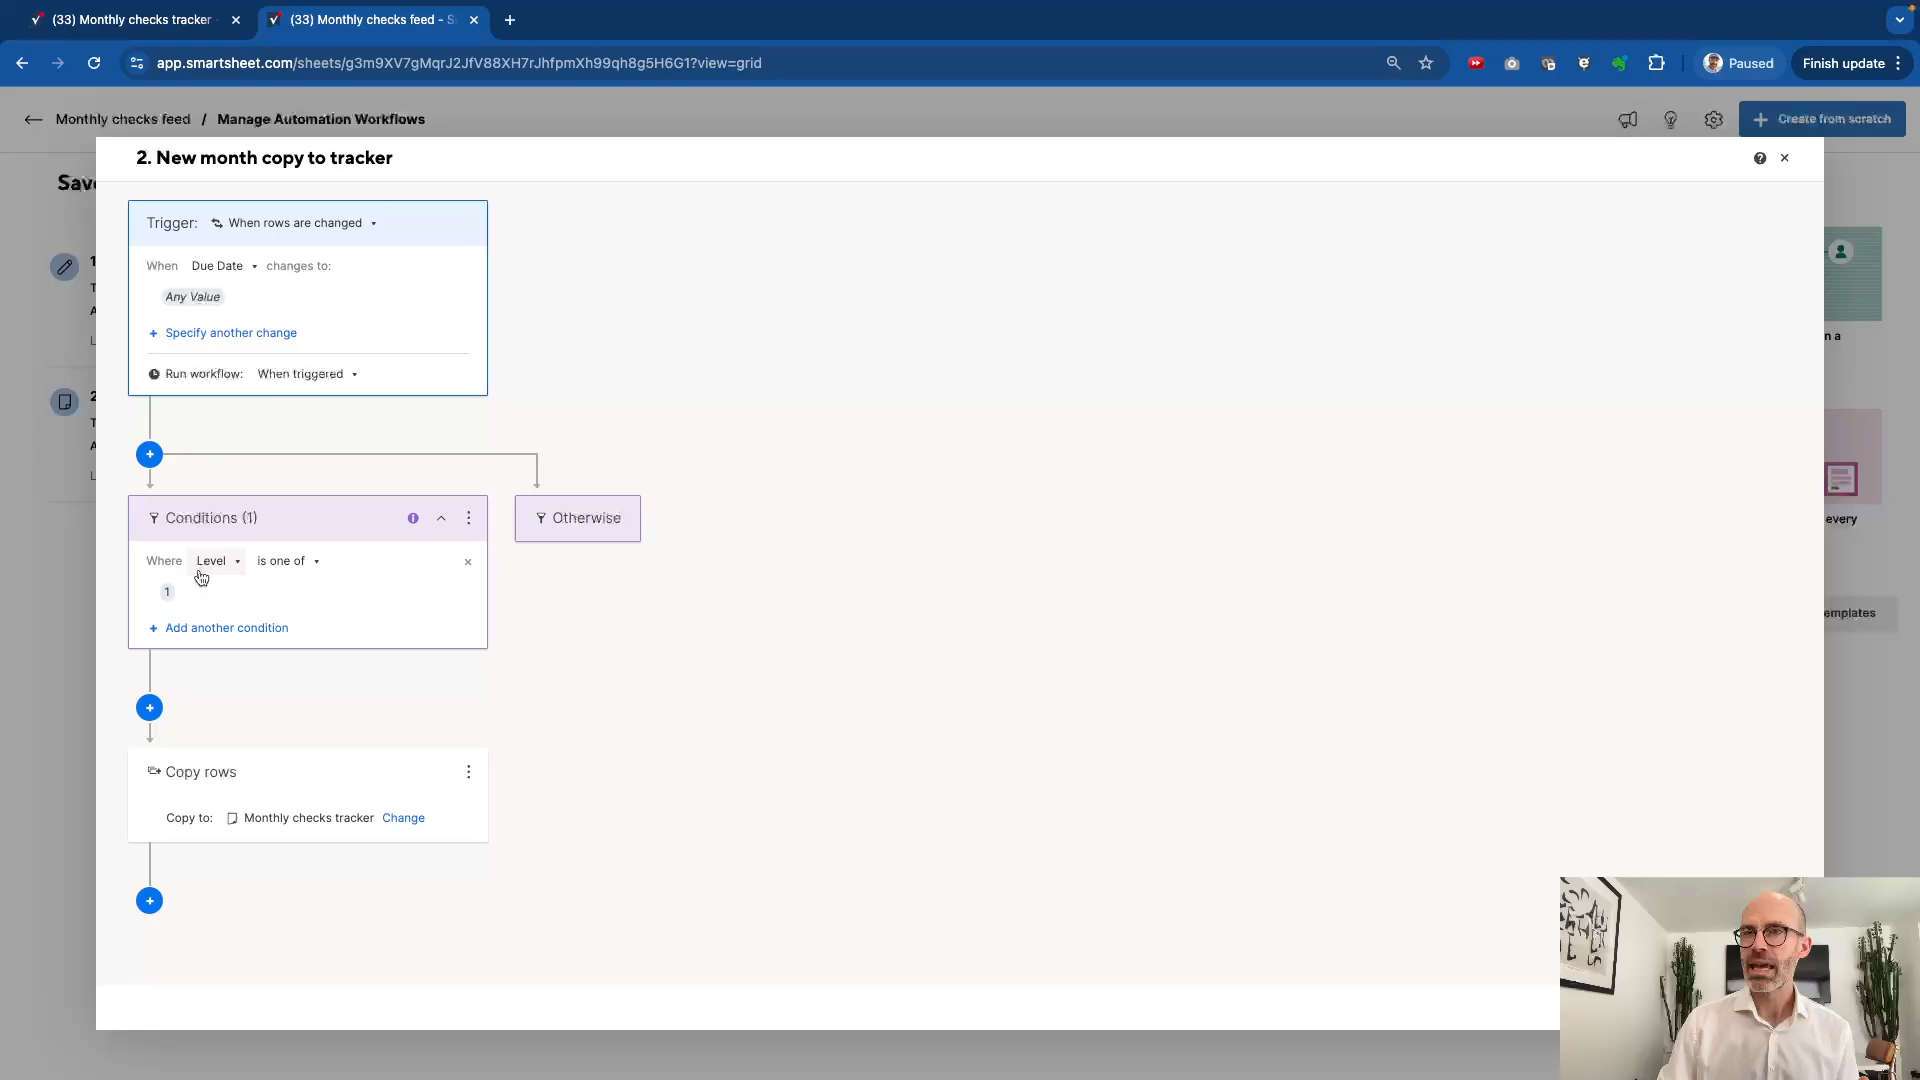 (33) Monthly checks tracker
(33) Monthly checks feed - S
app.smartsheet.com/sheets/g3m9XV7gMqrJ2JfV88XH7rJhfpmXh99qh8g5H6G1?view=grid
Paused
Finish update
Monthly checks feed / Manage Automation Workflows
Create from scratch
2. New month copy to tracker
Save
Trigger: When rows are changed
1
When Due Date changes to:
T
Any Value
A
n a
+ Specify another change
L
Run workflow: When triggered
2
T
A
L
Conditions (1)
Otherwise
every
Where Level is one of
1
emplates
+ Add another condition
Copy rows
Copy to: Monthly checks tracker Change